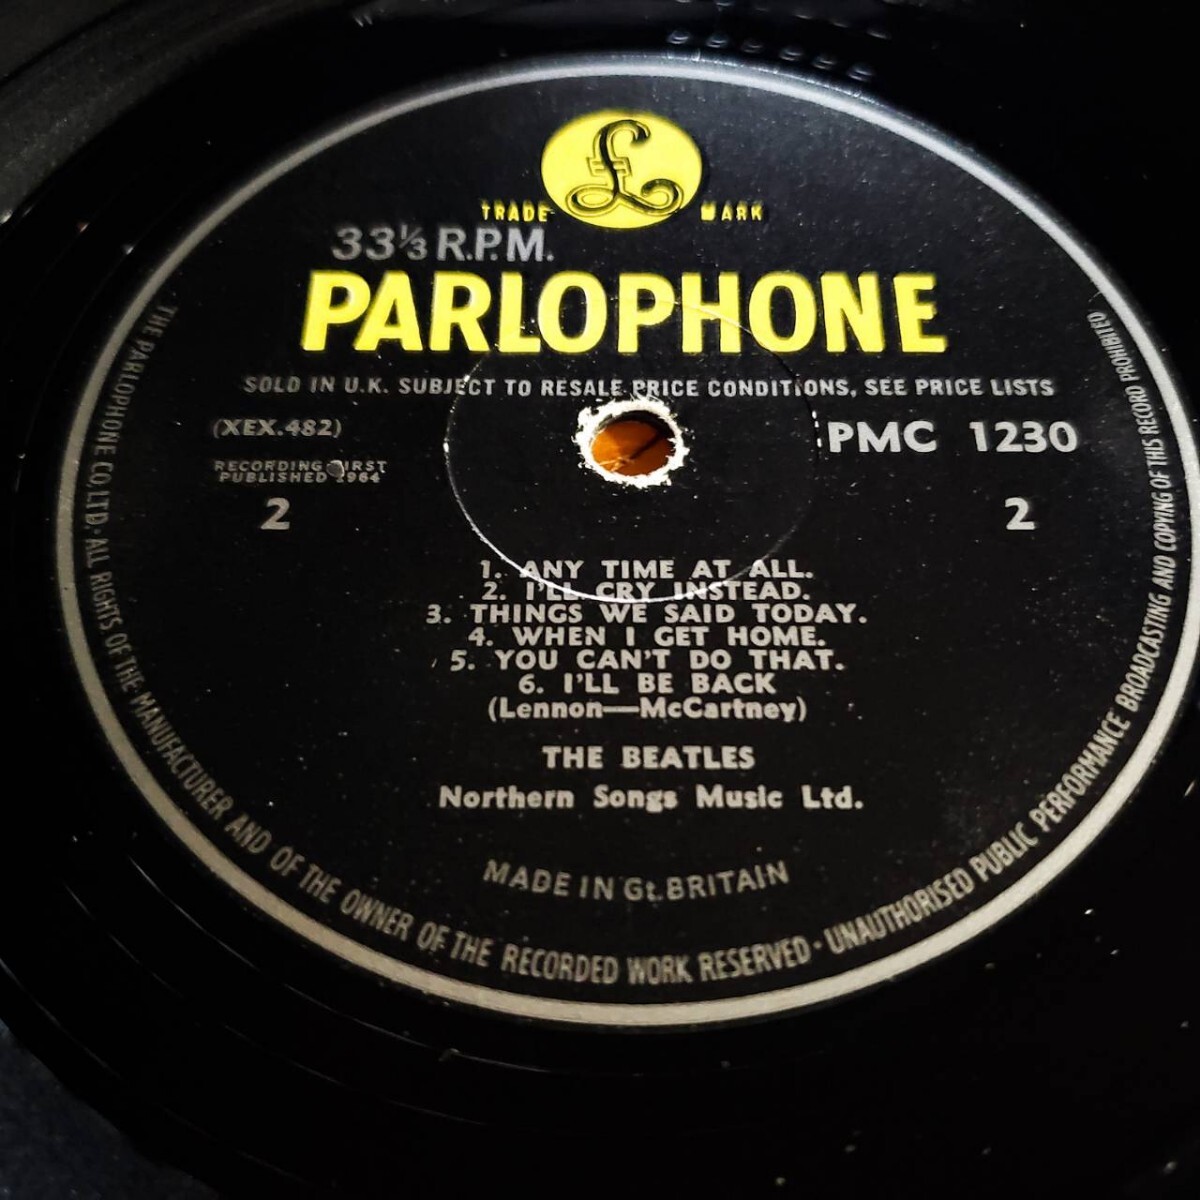 £
TRADE MARK
33⅓ R.P.M.
PARLOPHONE
SOLD IN U.K. SUBJECT TO RESALE PRICE CONDITIONS, SEE PRICE LISTS
(XEX.482)
PMC 1230
RECORDING FIRST
PUBLISHED 1964
2
2
1. ANY TIME AT ALL.
2. I'LL CRY INSTEAD.
3. THINGS WE SAID TODAY.
4. WHEN I GET HOME.
5. YOU CAN'T DO THAT.
6. I'LL BE BACK
(Lennon—McCartney)
THE BEATLES
Northern Songs Music Ltd.
MADE IN Gt. BRITAIN
THE PARLOPHONE CO. LTD · ALL RIGHTS OF THE MANUFACTURER AND OF THE OWNER OF THE RECORDED WORK RESERVED · UNAUTHORISED PUBLIC PERFORMANCE BROADCASTING AND COPYING OF THIS RECORD PROHIBITED